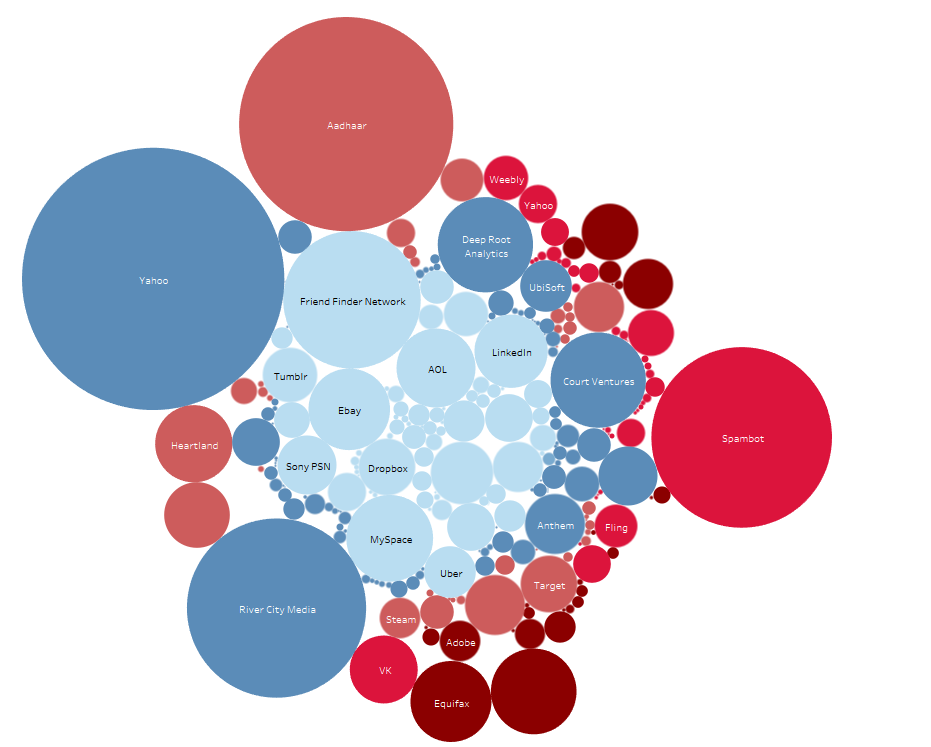 Aadhaar
Weebly
Yahoo
Deep Root
Analytics
Yahoo
UbiSoft
Friend Finder Network
LinkedIn
AOL
Tumblr
Court Ventures
Ebay
Spambot
Heartland
Sony PSN
Dropbox
Anthem
Fling
MySpace
Uber
Target
River City Media
Steam
Adobe
VK
Equifax